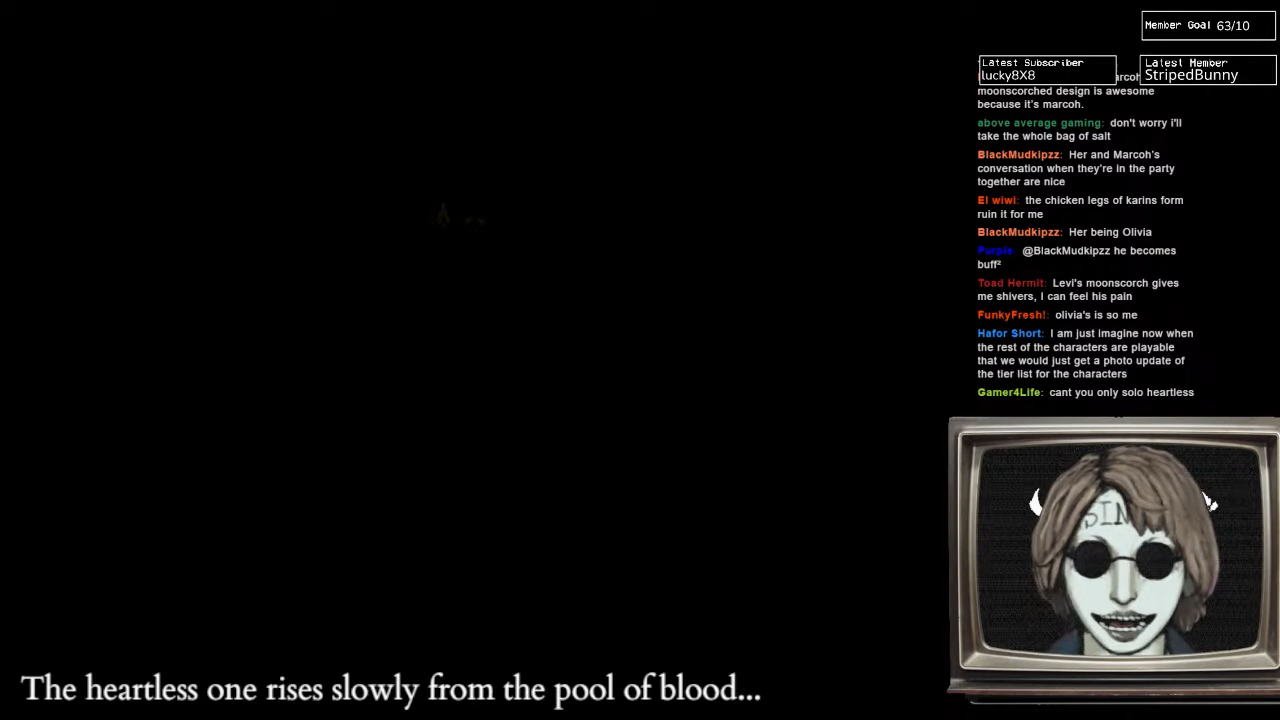 Member Goal 63/10
Latest Subscriber
lucky8X8
Latest Member
StripedBunny
moonscorched design is awesome
because it's marcoh.
above average gaming: don't worry i'll
take the whole bag of salt
BlackMudkipzz: Her and Marcoh's
conversation when they're in the party
together are nice
El wiwi: the chicken legs of karins form
ruin it for me
BlackMudkipzz: Her being Olivia
Purple: @BlackMudkipzz he becomes
buff²
Toad Hermit: Levi's moonscorch gives
me shivers, I can feel his pain
FunkyFresh!: olivia's is so me
Hafor Short: I am just imagine now when
the rest of the characters are playable
that we would just get a photo update of
the tier list for the characters
Gamer4Life: cant you only solo heartless
SIN
The heartless one rises slowly from the pool of blood...